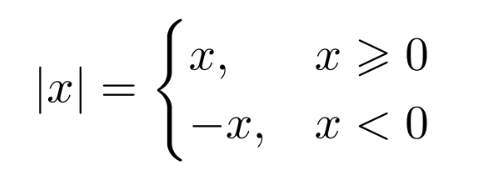 |x| = { x, x ⩾ 0
−x, x < 0